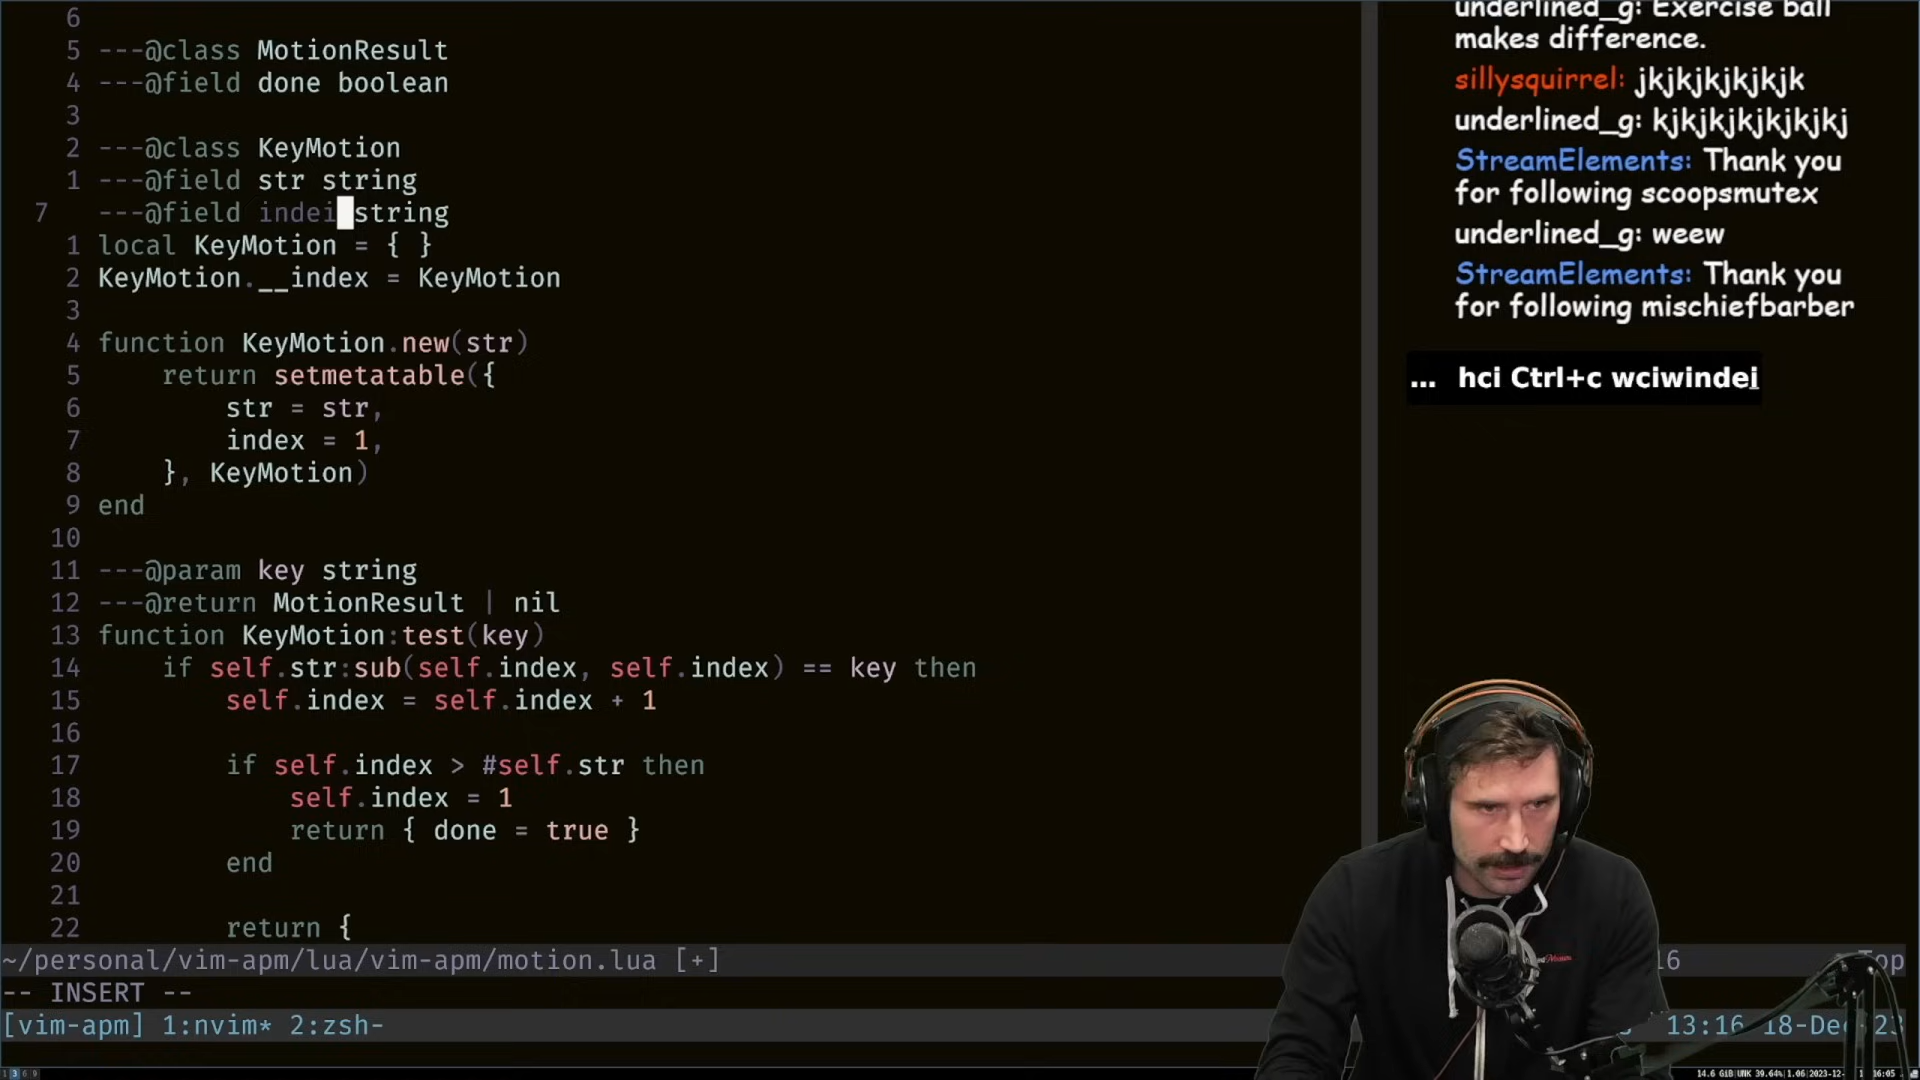 6
5 ---@class MotionResult
4 ---@field done boolean
3
2 ---@class KeyMotion
1 ---@field str string
7 ---@field indei string
1 local KeyMotion = { }
2 KeyMotion.__index = KeyMotion
3
4 function KeyMotion.new(str)
5 return setmetatable({
6 str = str,
7 index = 1,
8 }, KeyMotion)
9 end
10
11 ---@param key string
12 ---@return MotionResult | nil
13 function KeyMotion:test(key)
14 if self.str:sub(self.index, self.index) == key then
15 self.index = self.index + 1
16
17 if self.index > #self.str then
18 self.index = 1
19 return { done = true }
20 end
21
22 return {
~/personal/vim-apm/lua/vim-apm/motion.lua [+] 16 Top
-- INSERT --
[vim-apm] 1:nvim* 2:zsh- 13:16 18-Dec-23
underlined_g: Exercise ball
makes difference.
sillysquirrel: jkjkjkjkjkjk
underlined_g: kjkjkjkjkjkjkj
StreamElements: Thank you
for following scoopsmutex
underlined_g: weew
StreamElements: Thank you
for following mischiefbarber
... hci Ctrl+c wciwindei